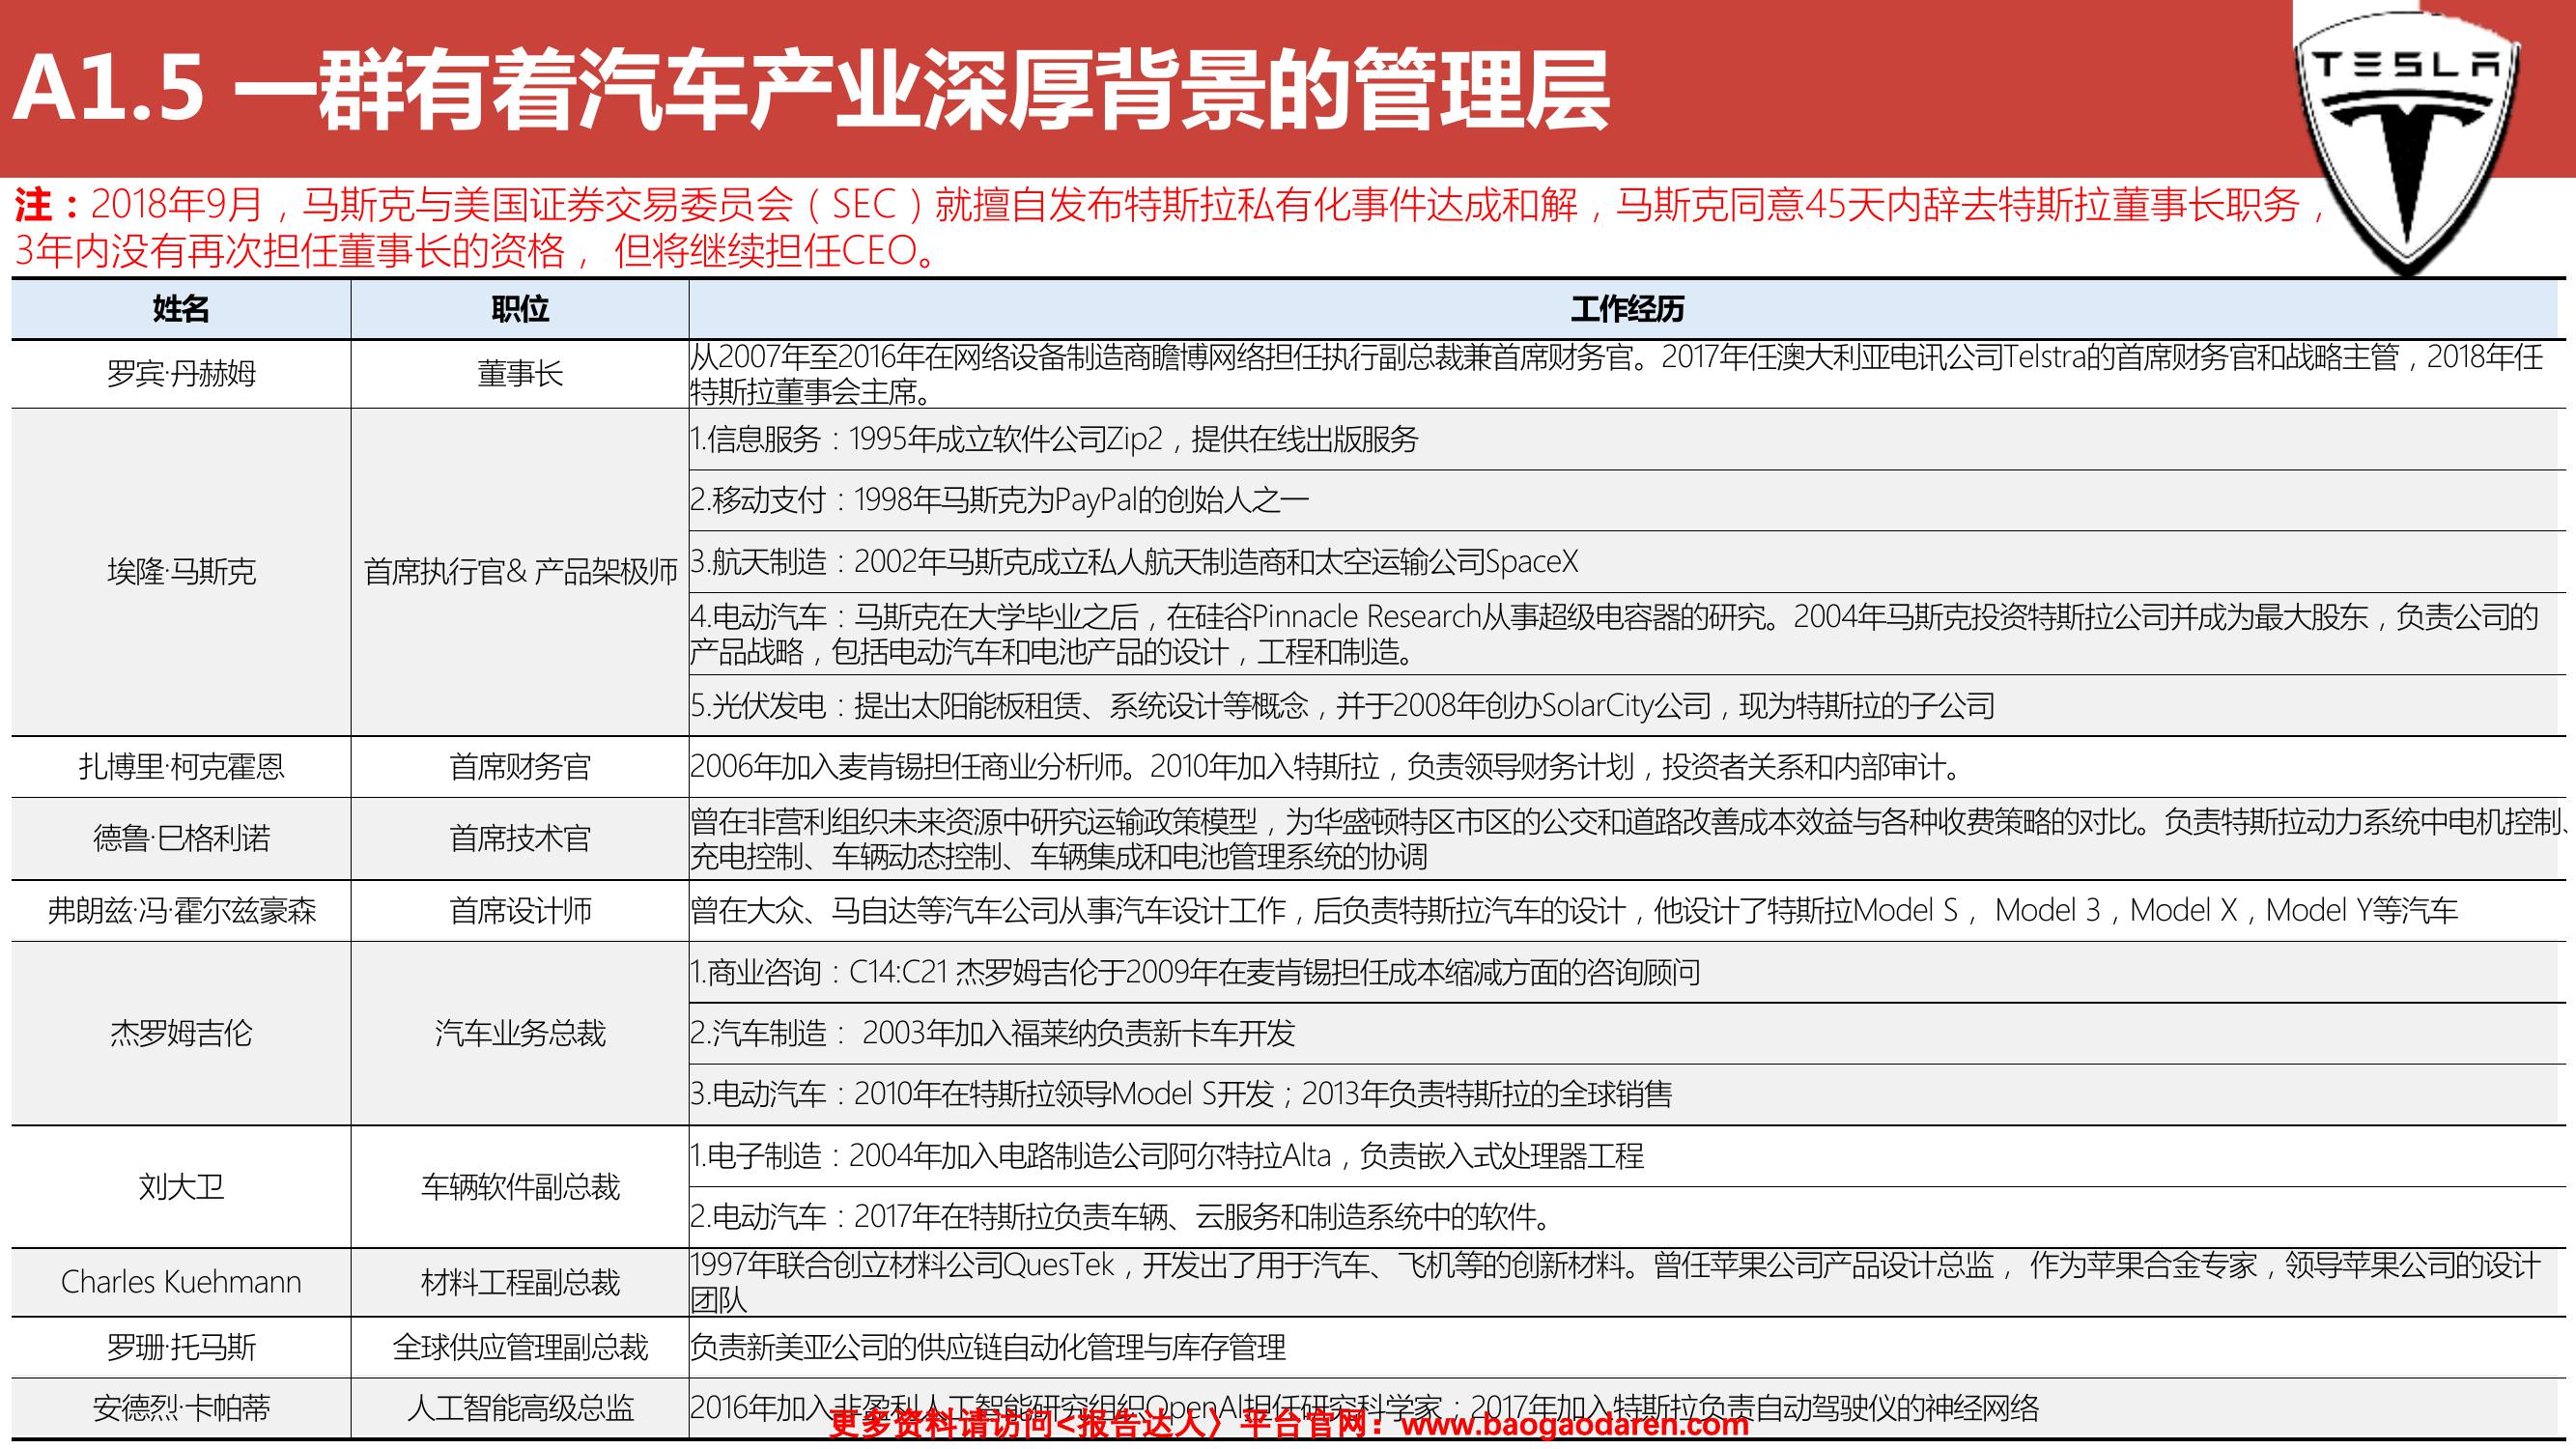 A1.5 一群有着汽车产业深厚背景的管理层
TESLA
注：2018年9月，马斯克与美国证券交易委员会（SEC）就擅自发布特斯拉私有化事件达成和解，马斯克同意45天内辞去特斯拉董事长职务，
3年内没有再次担任董事长的资格， 但将继续担任CEO。
姓名 职位 工作经历
罗宾·丹赫姆 董事长 从2007年至2016年在网络设备制造商瞻博网络担任执行副总裁兼首席财务官。2017年任澳大利亚电讯公司Telstra的首席财务官和战略主管，2018年任
特斯拉董事会主席。
埃隆·马斯克 首席执行官& 产品架极师
1.信息服务：1995年成立软件公司Zip2，提供在线出版服务
2.移动支付：1998年马斯克为PayPal的创始人之一
3.航天制造：2002年马斯克成立私人航天制造商和太空运输公司SpaceX
4.电动汽车：马斯克在大学毕业之后，在硅谷Pinnacle Research从事超级电容器的研究。2004年马斯克投资特斯拉公司并成为最大股东，负责公司的
产品战略，包括电动汽车和电池产品的设计，工程和制造。
5.光伏发电：提出太阳能板租赁、系统设计等概念，并于2008年创办SolarCity公司，现为特斯拉的子公司
扎博里·柯克霍恩 首席财务官 2006年加入麦肯锡担任商业分析师。2010年加入特斯拉，负责领导财务计划，投资者关系和内部审计。
德鲁·巴格利诺 首席技术官 曾在非营利组织未来资源中研究运输政策模型，为华盛顿特区市区的公交和道路改善成本效益与各种收费策略的对比。负责特斯拉动力系统中电机控制、
充电控制、车辆动态控制、车辆集成和电池管理系统的协调
弗朗兹·冯·霍尔兹豪森 首席设计师 曾在大众、马自达等汽车公司从事汽车设计工作，后负责特斯拉汽车的设计，他设计了特斯拉Model S， Model 3，Model X，Model Y等汽车
杰罗姆吉伦 汽车业务总裁
1.商业咨询：C14:C21 杰罗姆吉伦于2009年在麦肯锡担任成本缩减方面的咨询顾问
2.汽车制造： 2003年加入福莱纳负责新卡车开发
3.电动汽车：2010年在特斯拉领导Model S开发；2013年负责特斯拉的全球销售
刘大卫 车辆软件副总裁
1.电子制造：2004年加入电路制造公司阿尔特拉Alta，负责嵌入式处理器工程
2.电动汽车：2017年在特斯拉负责车辆、云服务和制造系统中的软件。
Charles Kuehmann 材料工程副总裁 1997年联合创立材料公司QuesTek，开发出了用于汽车、飞机等的创新材料。曾任苹果公司产品设计总监， 作为苹果合金专家，领导苹果公司的设计
团队
罗珊·托马斯 全球供应管理副总裁 负责新美亚公司的供应链自动化管理与库存管理
安德烈·卡帕蒂 人工智能高级总监 2016年加入非盈利人工智能研究组织OpenAI担任研究科学家；2017年加入特斯拉负责自动驾驶仪的神经网络
更多资料请访问<报告达人〉平台官网：www.baogaodaren.com